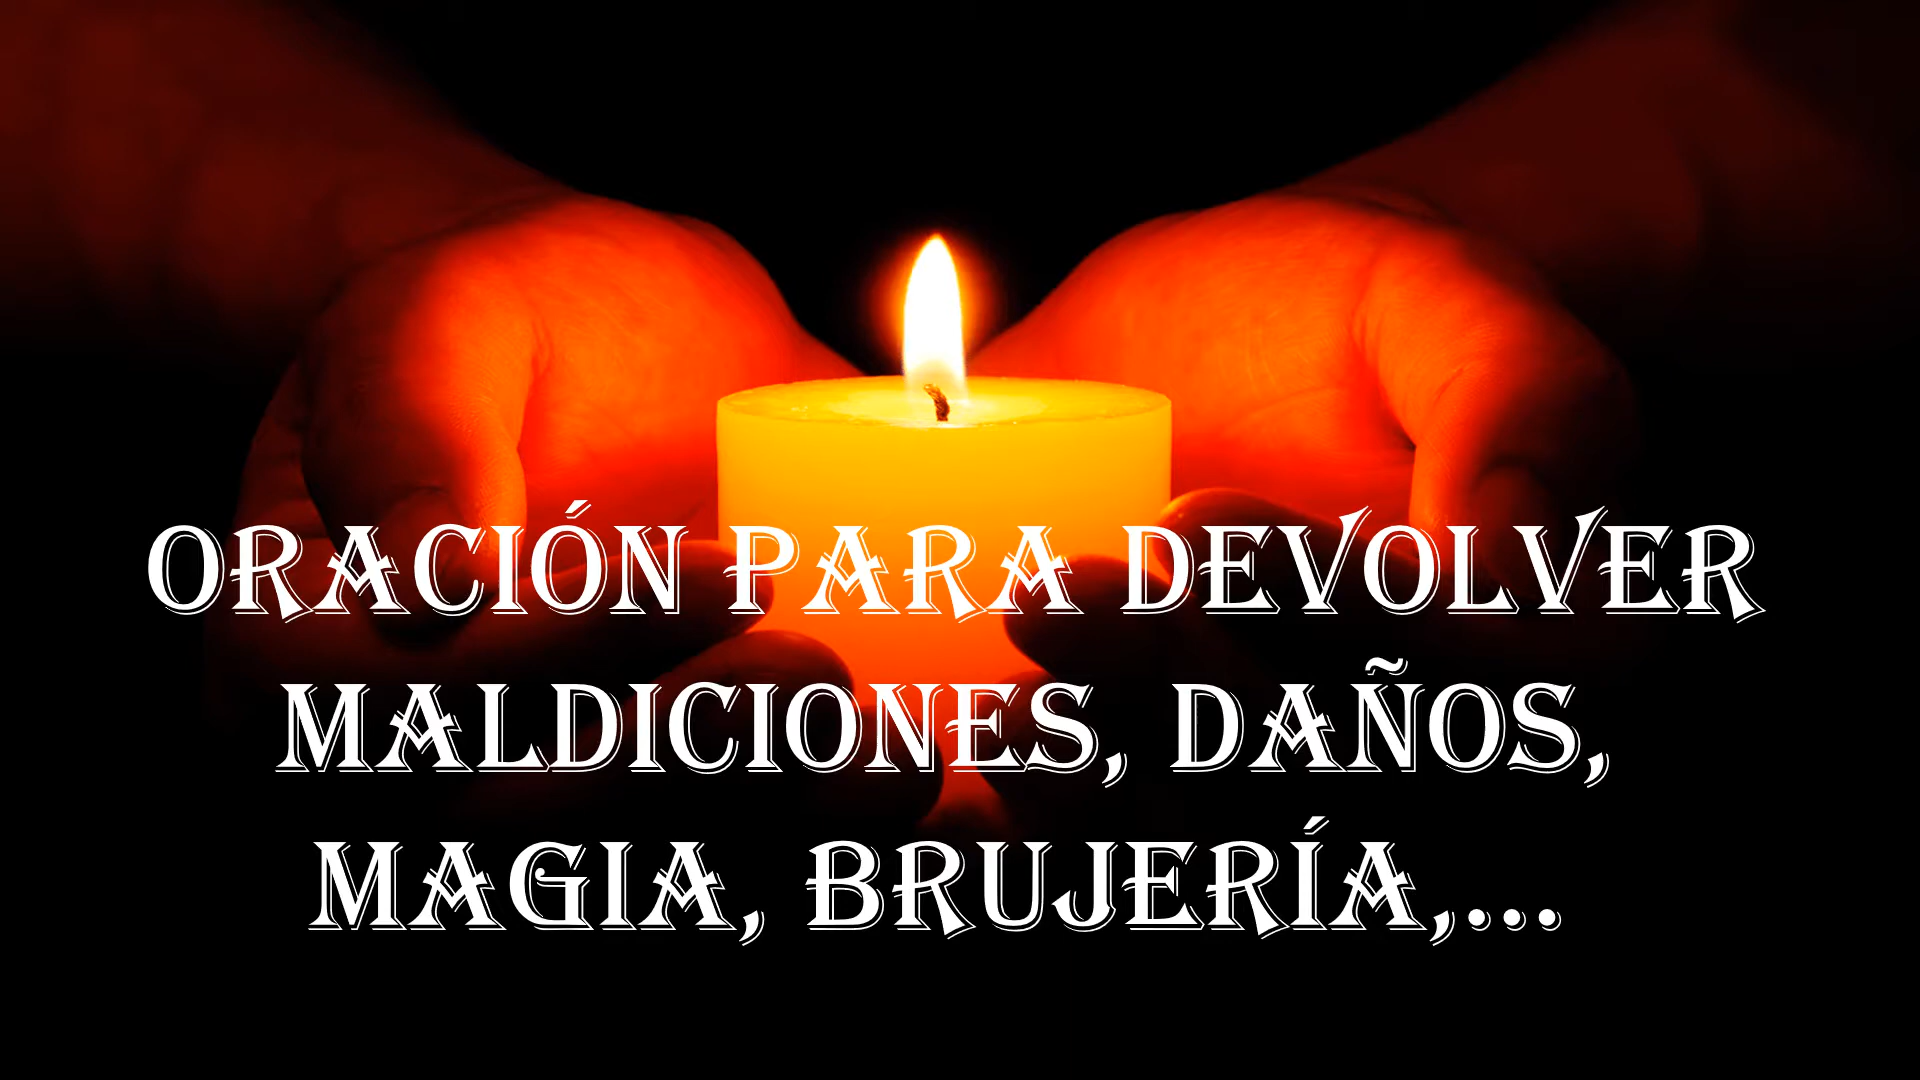 ORACIÓN PARA DEVOLVER
MALDICIONES, DAÑOS,
MAGIA, BRUJERÍA,...